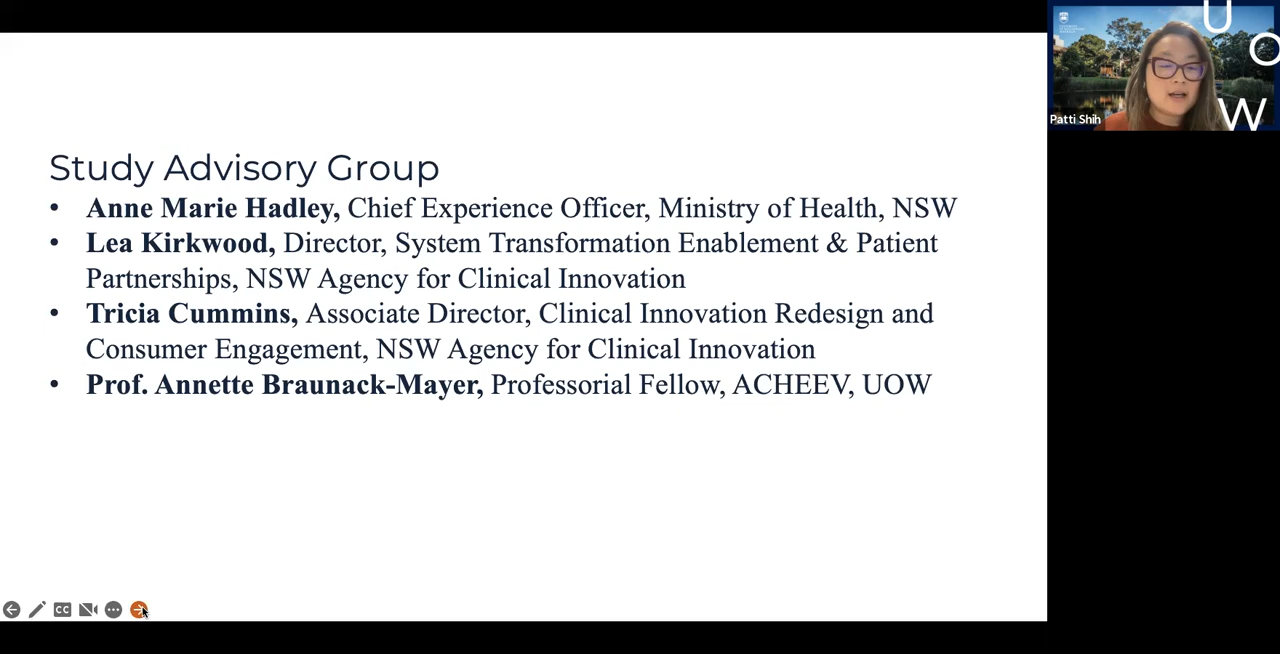 Study Advisory Group
• Anne Marie Hadley, Chief Experience Officer, Ministry of Health, NSW
• Lea Kirkwood, Director, System Transformation Enablement & Patient
Partnerships, NSW Agency for Clinical Innovation
• Tricia Cummins, Associate Director, Clinical Innovation Redesign and
Consumer Engagement, NSW Agency for Clinical Innovation
• Prof. Annette Braunack-Mayer, Professorial Fellow, ACHEEV, UOW
CC
U
O
W
Patti Shih